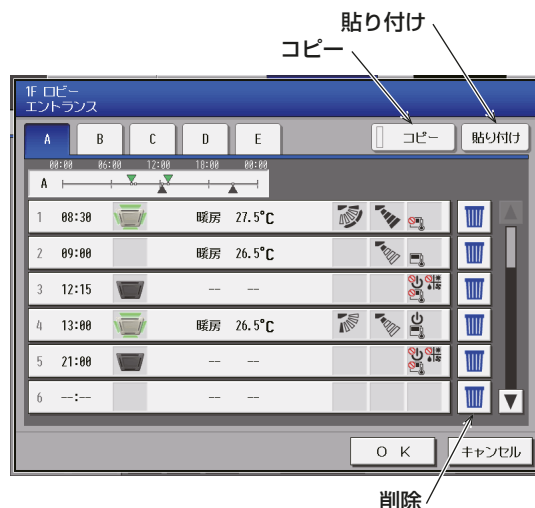 貼り付け
コピー
1F ロビー
エントランス
A B C D E コピー 貼り付け
00:00 06:00 12:00 18:00 00:00
A
1 08:30 暖房 27.5°C
2 09:00 暖房 26.5°C
3 12:15 -- --
4 13:00 暖房 26.5°C
5 21:00 -- --
6 --:-- -- --
O K キャンセル
削除